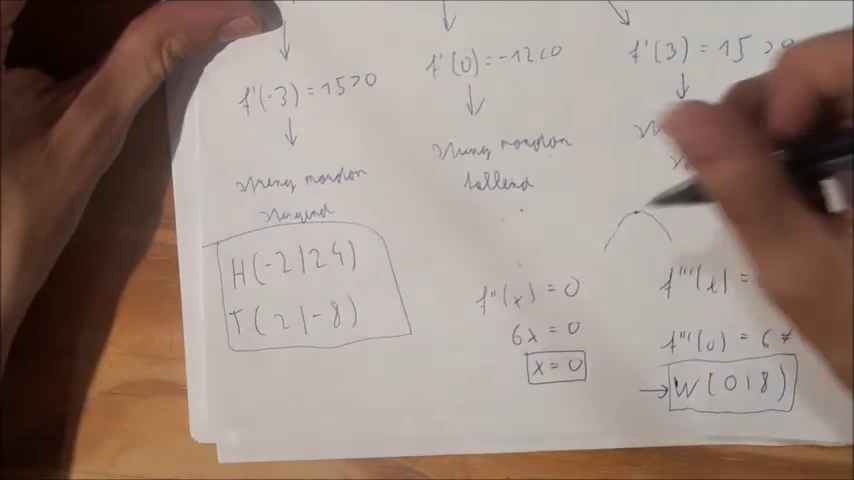 f'(-3) = 15 > 0
streng monoton
steigend
H(-2|24)
T(2|-8)
f'(0) = -12 < 0
streng monoton
fallend
f''(x) = 0
6x = 0
x = 0
f'(3) = 15 > 0
f'''(x) =
f'''(0) = 6 ≠
→ W(0|8)